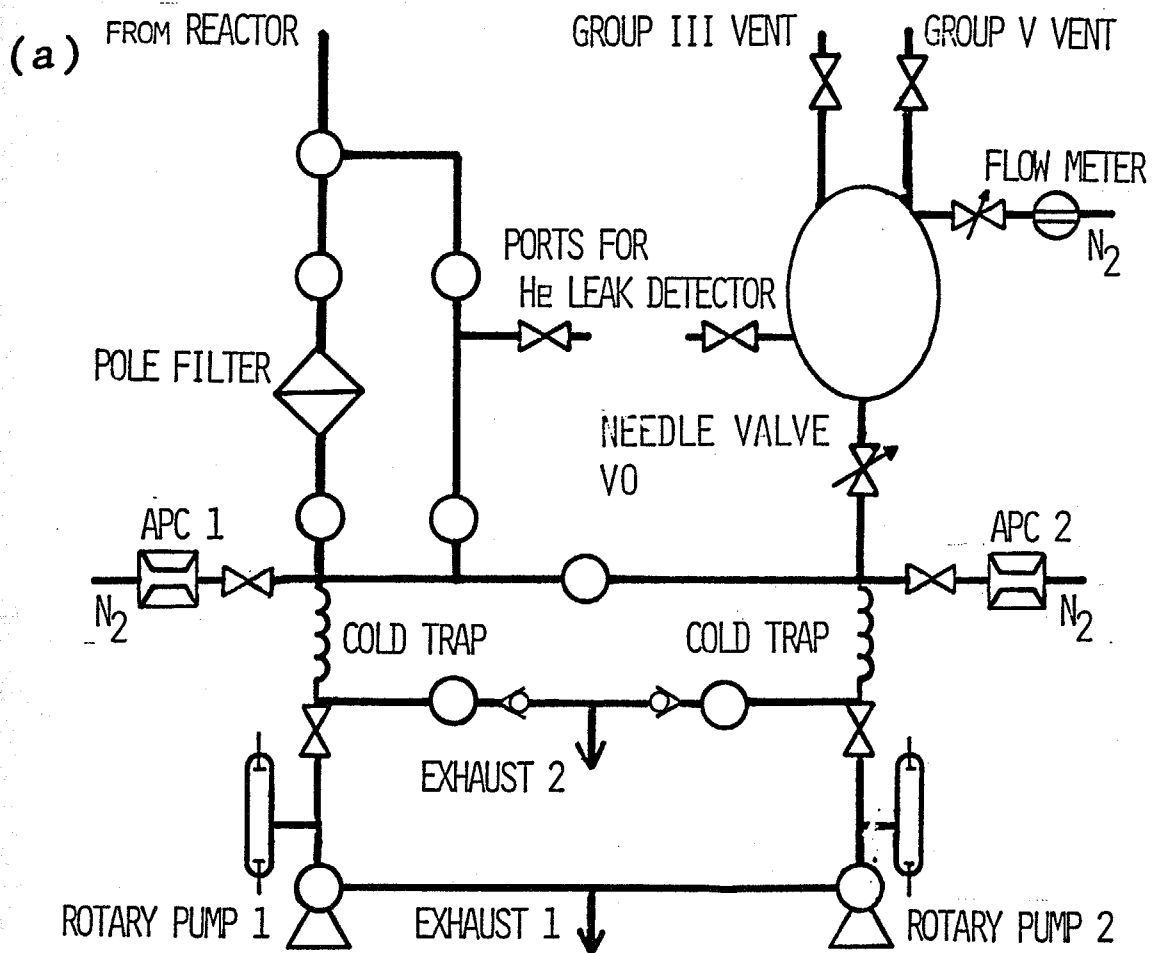 (a)
FROM REACTOR
GROUP III VENT
GROUP V VENT
FLOW METER
N2
PORTS FOR
He LEAK DETECTOR
POLE FILTER
NEEDLE VALVE
VO
APC 1
APC 2
N2
N2
COLD TRAP
COLD TRAP
EXHAUST 2
ROTARY PUMP 1
EXHAUST 1
ROTARY PUMP 2